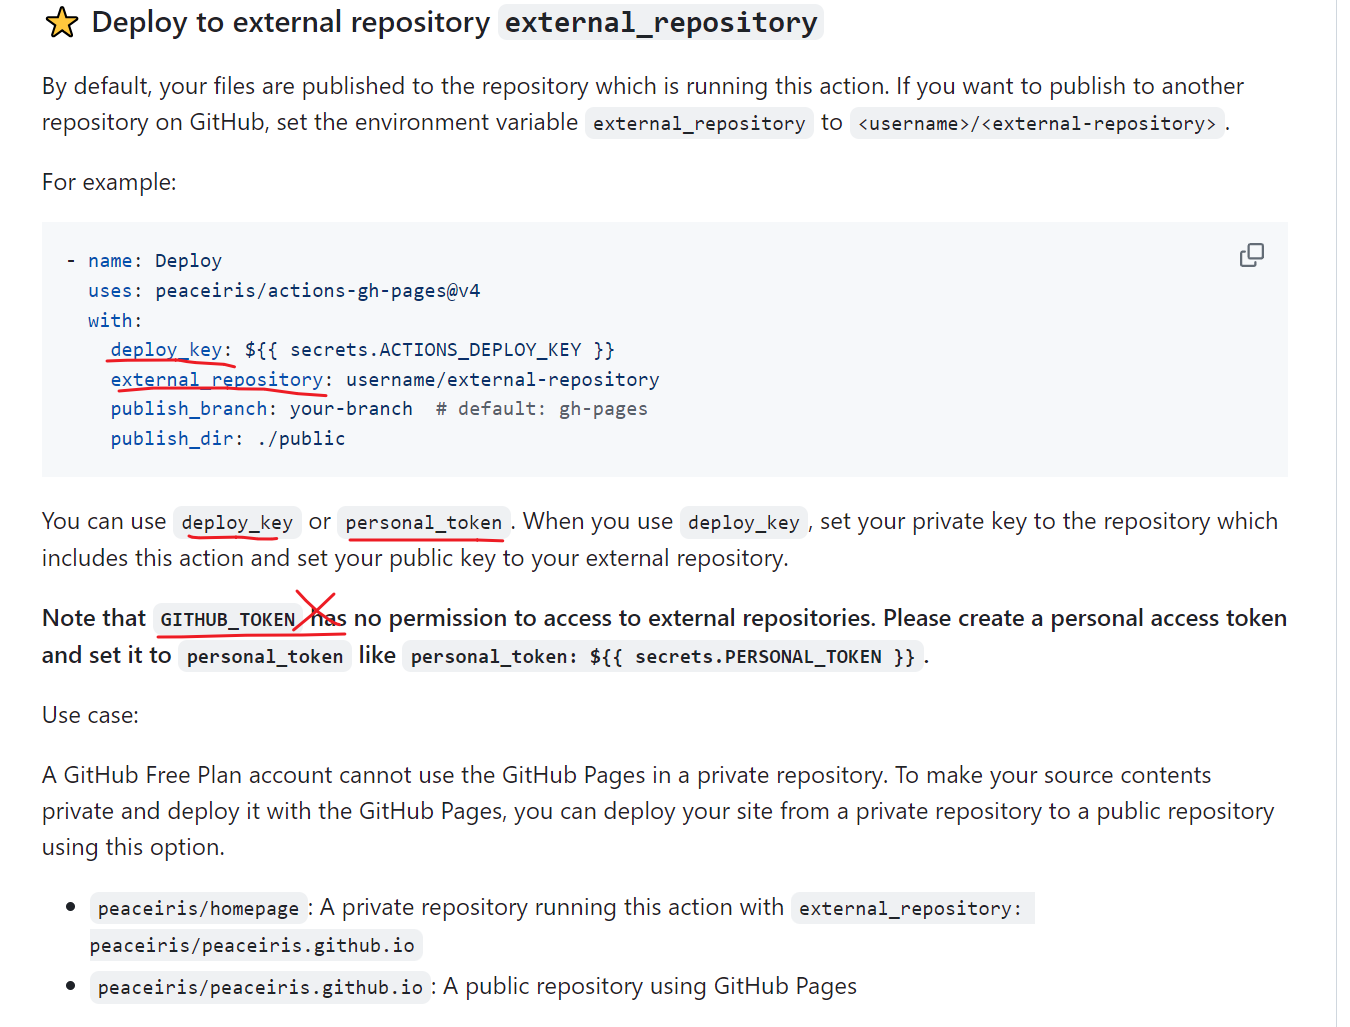 Deploy to external repository external_repository
By default, your files are published to the repository which is running this action. If you want to publish to another
repository on GitHub, set the environment variable external_repository to <username>/<external-repository>.
For example:
- name: Deploy
uses: peaceiris/actions-gh-pages@v4
with:
deploy_key: ${{ secrets.ACTIONS_DEPLOY_KEY }}
external_repository: username/external-repository
publish_branch: your-branch  # default: gh-pages
publish_dir: ./public
You can use deploy_key or personal_token. When you use deploy_key, set your private key to the repository which
includes this action and set your public key to your external repository.
Note that GITHUB_TOKEN has no permission to access to external repositories. Please create a personal access token
and set it to personal_token like personal_token: ${{ secrets.PERSONAL_TOKEN }}.
Use case:
A GitHub Free Plan account cannot use the GitHub Pages in a private repository. To make your source contents
private and deploy it with the GitHub Pages, you can deploy your site from a private repository to a public repository
using this option.
• peaceiris/homepage: A private repository running this action with external_repository:
peaceiris/peaceiris.github.io
• peaceiris/peaceiris.github.io: A public repository using GitHub Pages